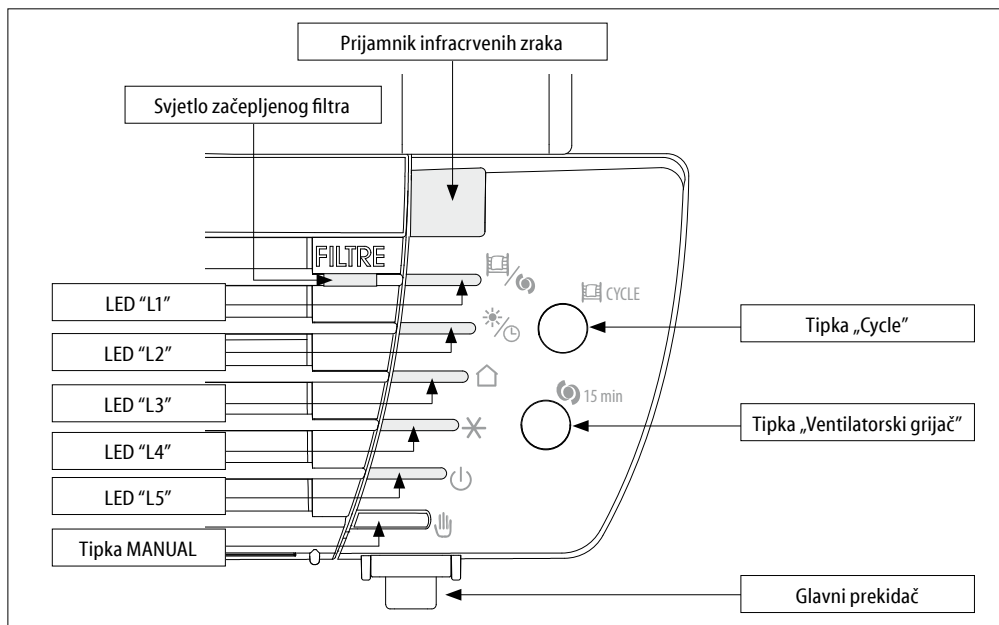 Prijamnik infracrvenih zraka
Svjetlo začepljenog filtra
FILTRE
CYCLE
LED “L1”
Tipka „Cycle”
LED “L2”
LED “L3”
15 min
Tipka „Ventilatorski grijač”
LED “L4”
LED “L5”
Tipka MANUAL
Glavni prekidač